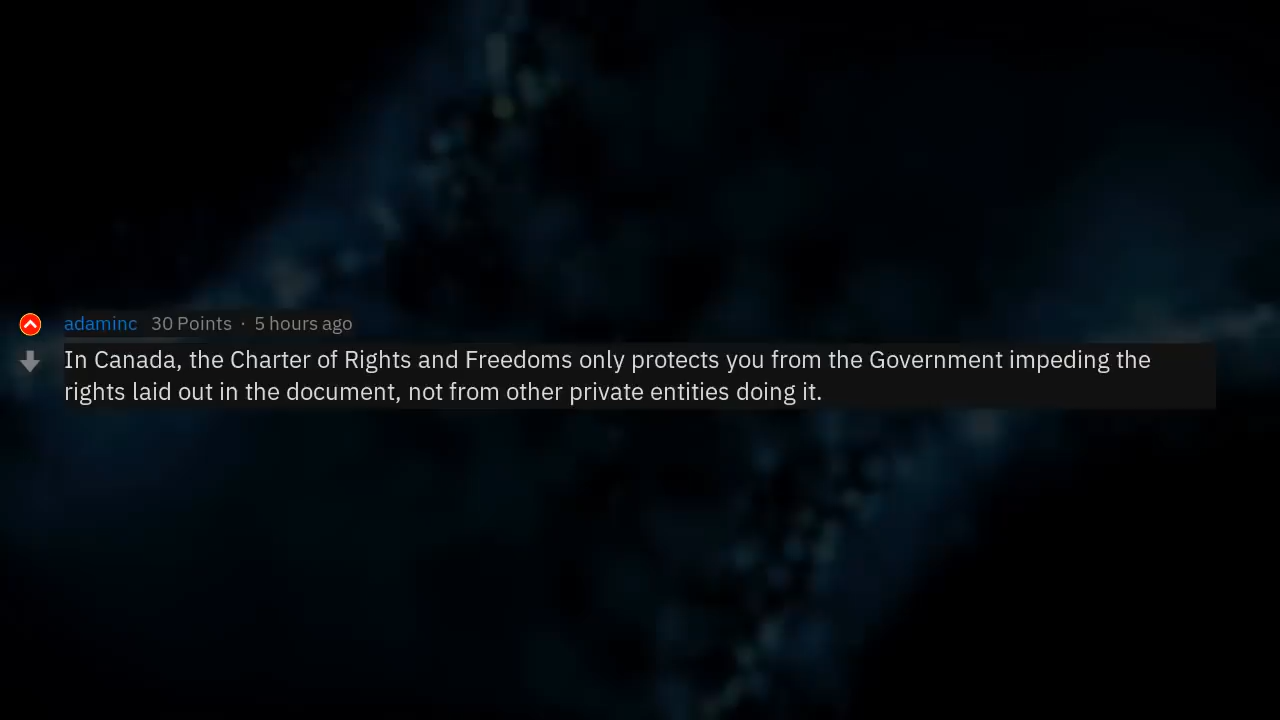 adaminc 30 Points · 5 hours ago
In Canada, the Charter of Rights and Freedoms only protects you from the Government impeding the
rights laid out in the document, not from other private entities doing it.